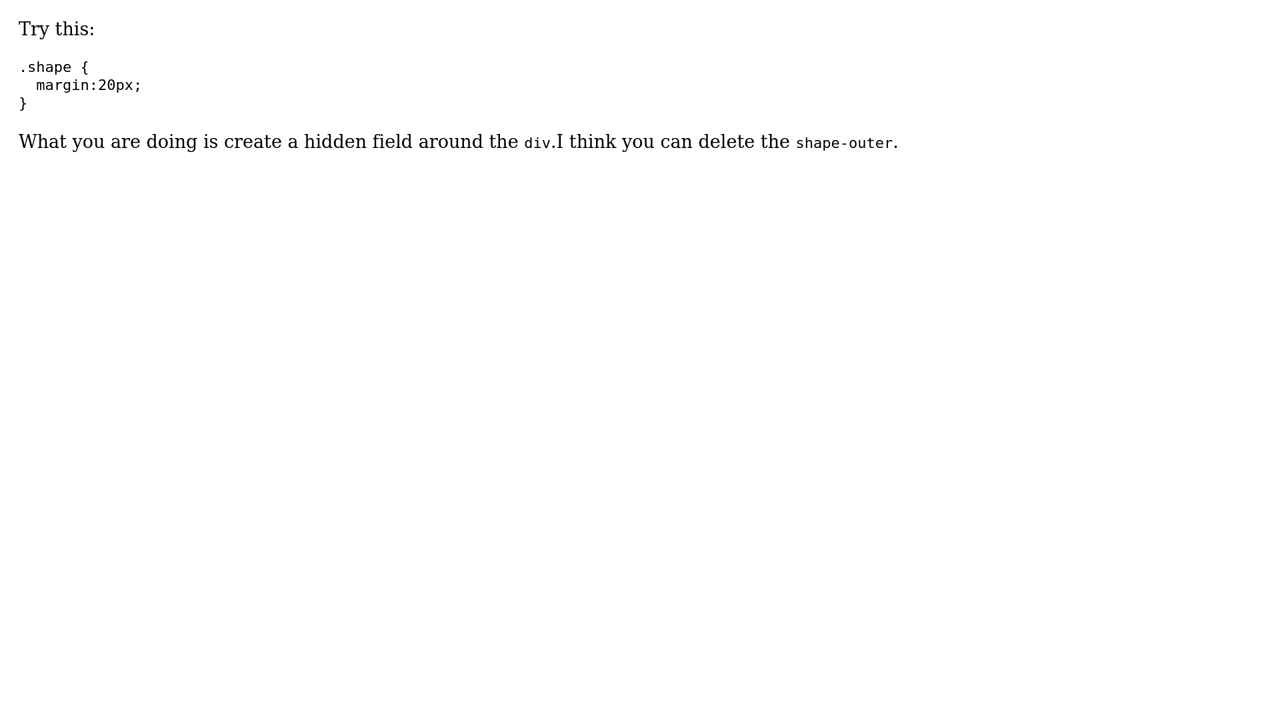 Try this:
.shape {
  margin:20px;
}
What you are doing is create a hidden field around the div.I think you can delete the shape-outer.